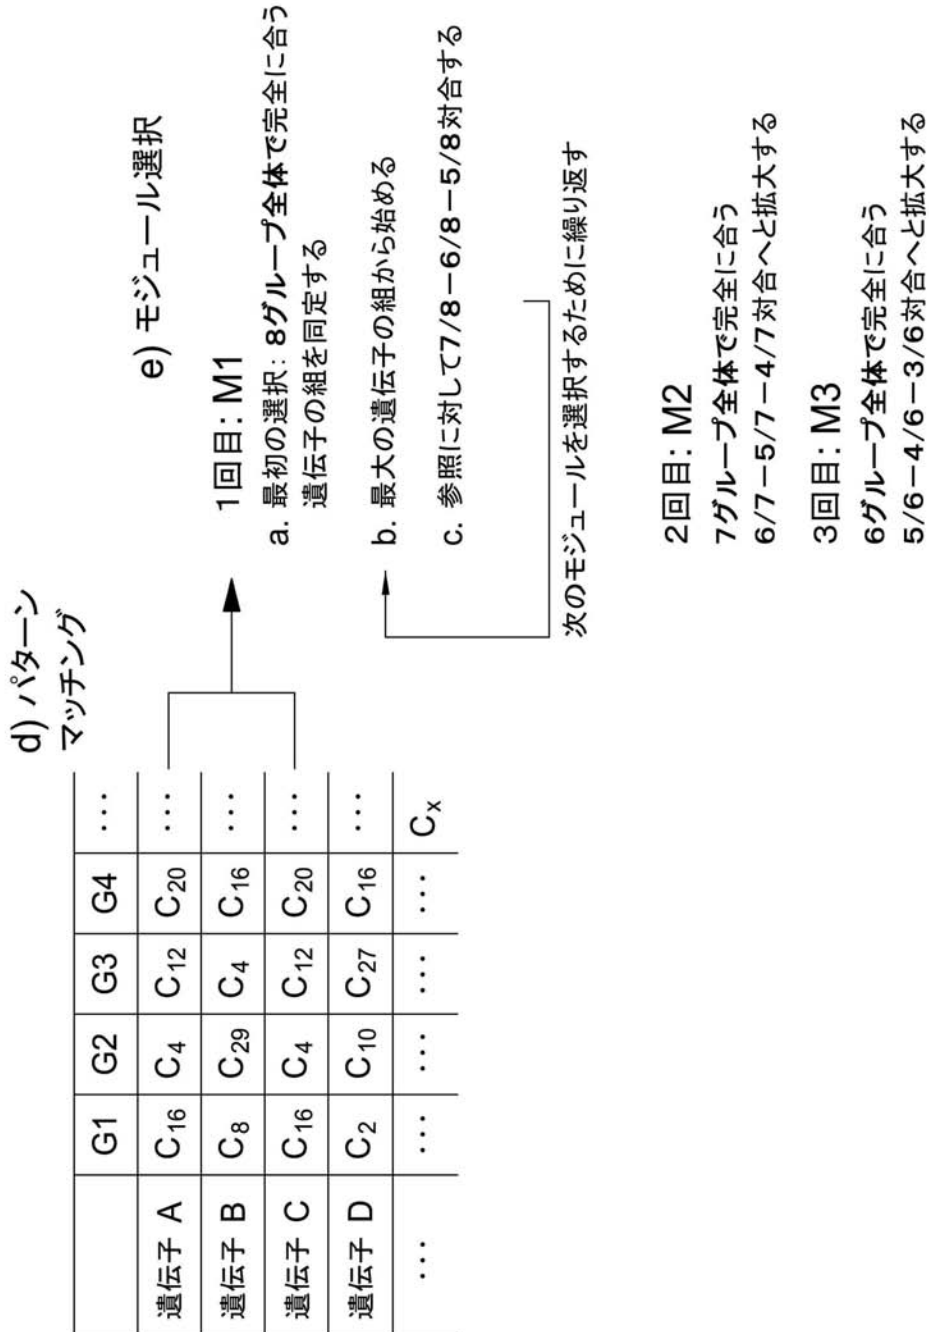 d) パターン
マッチング
G1 G2 G3 G4 ...
遺伝子 A C16 C4 C12 C20 ...
遺伝子 B C8 C29 C4 C16 ...
遺伝子 C C16 C4 C12 C20 ...
遺伝子 D C2 C10 C27 C16 ...
... ... ... ... ... Cx
e) モジュール選択
1回目: M1
a. 最初の選択: 8グループ全体で完全に合う
遺伝子の組を同定する
b. 最大の遺伝子の組から始める
c. 参照に対して7/8-6/8-5/8対合する
次のモジュールを選択するために繰り返す
2回目: M2
7グループ全体で完全に合う
6/7-5/7-4/7対合へと拡大する
3回目: M3
6グループ全体で完全に合う
5/6-4/6-3/6対合へと拡大する